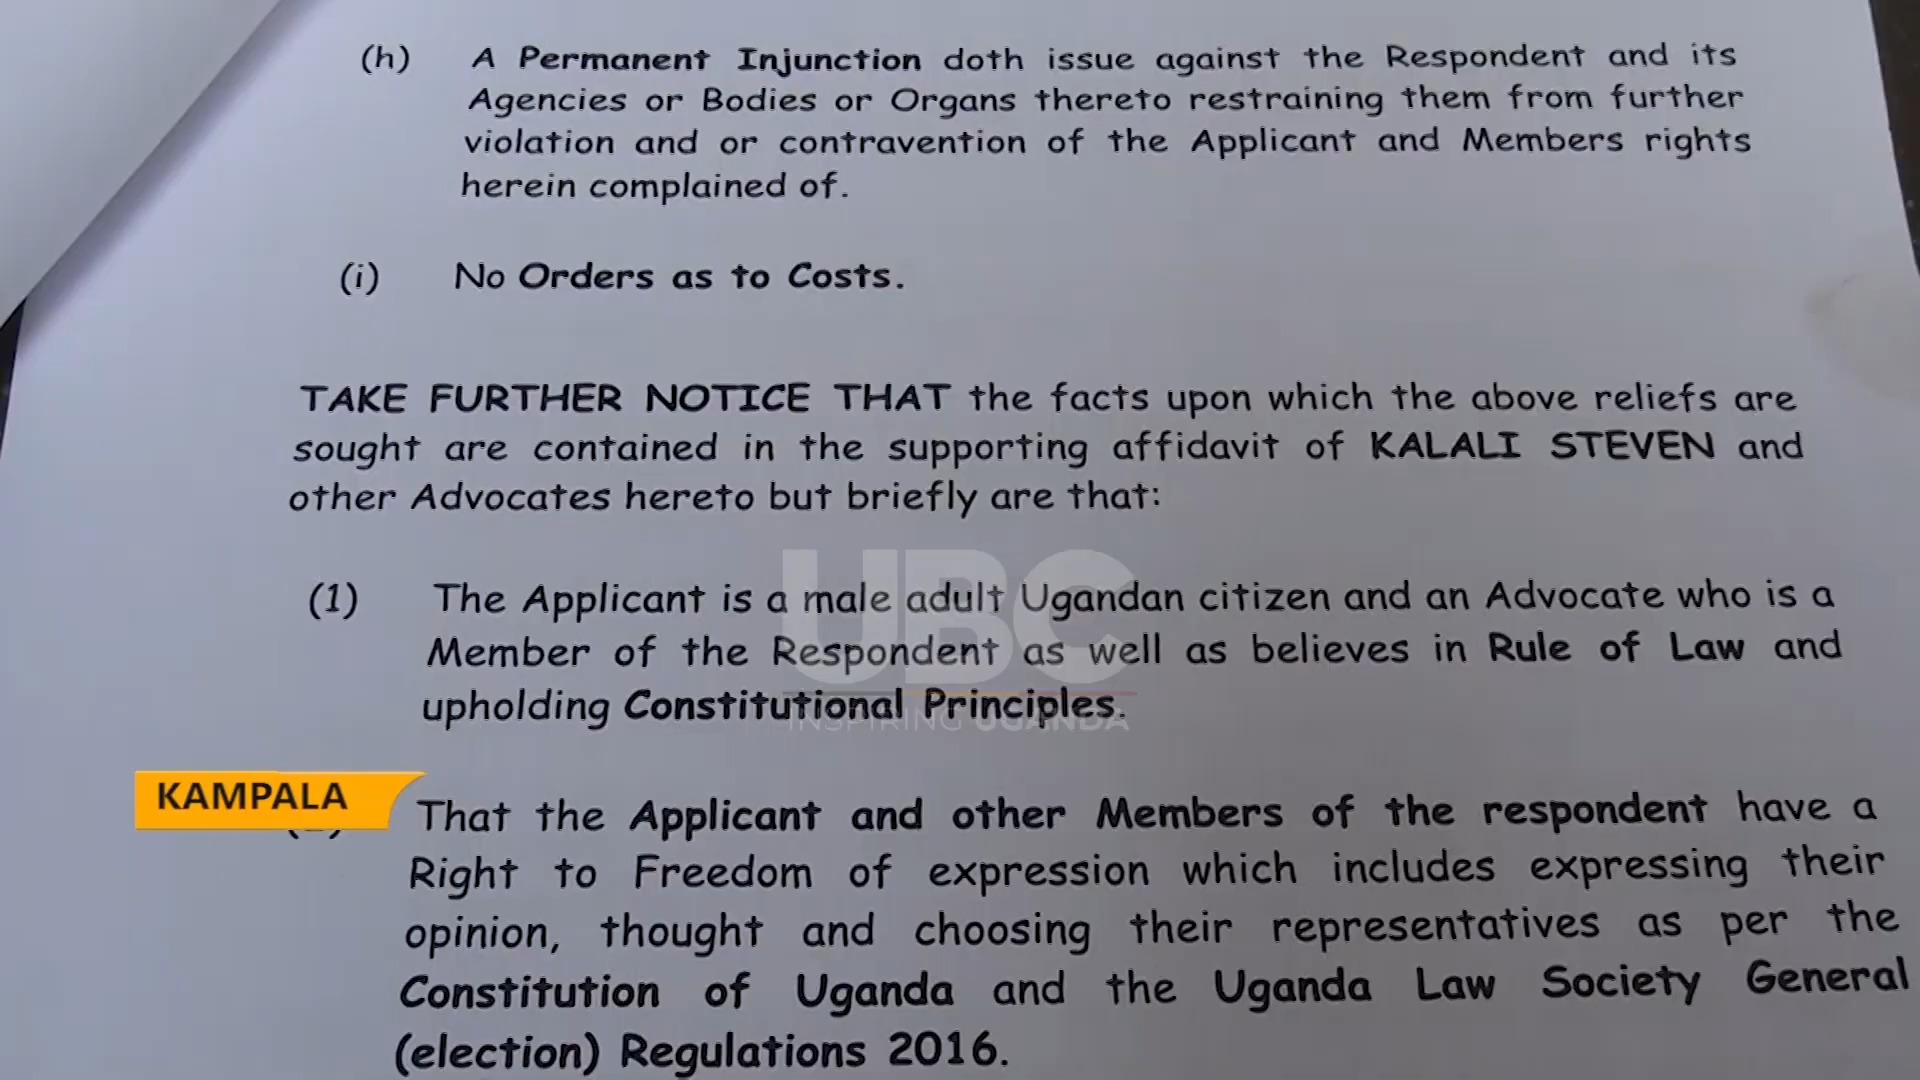 (h) A Permanent Injunction doth issue against the Respondent and its
Agencies or Bodies or Organs thereto restraining them from further
violation and or contravention of the Applicant and Members rights
herein complained of.
(i) No Orders as to Costs.
TAKE FURTHER NOTICE THAT the facts upon which the above reliefs are
sought are contained in the supporting affidavit of KALALI STEVEN and
other Advocates hereto but briefly are that:
(1) The Applicant is a male adult Ugandan citizen and an Advocate who is a
Member of the Respondent as well as believes in Rule of Law and
upholding Constitutional Principles.
UBC
INSPIRING UGANDA
KAMPALA
That the Applicant and other Members of the respondent have a
Right to Freedom of expression which includes expressing their
opinion, thought and choosing their representatives as per the
Constitution of Uganda and the Uganda Law Society General
(election) Regulations 2016.